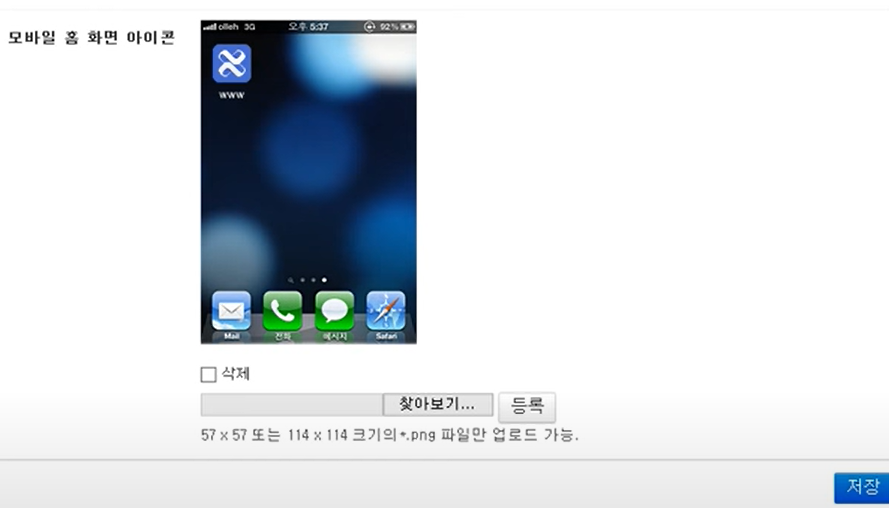 모바일 홈 화면 아이콘
olleh 3G 오후 5:37 92%
www
Mail 전화 메시지 Safari
삭제
찾아보기... 등록
57 x 57 또는 114 x 114 크기의 *.png 파일만 업로드 가능.
저장